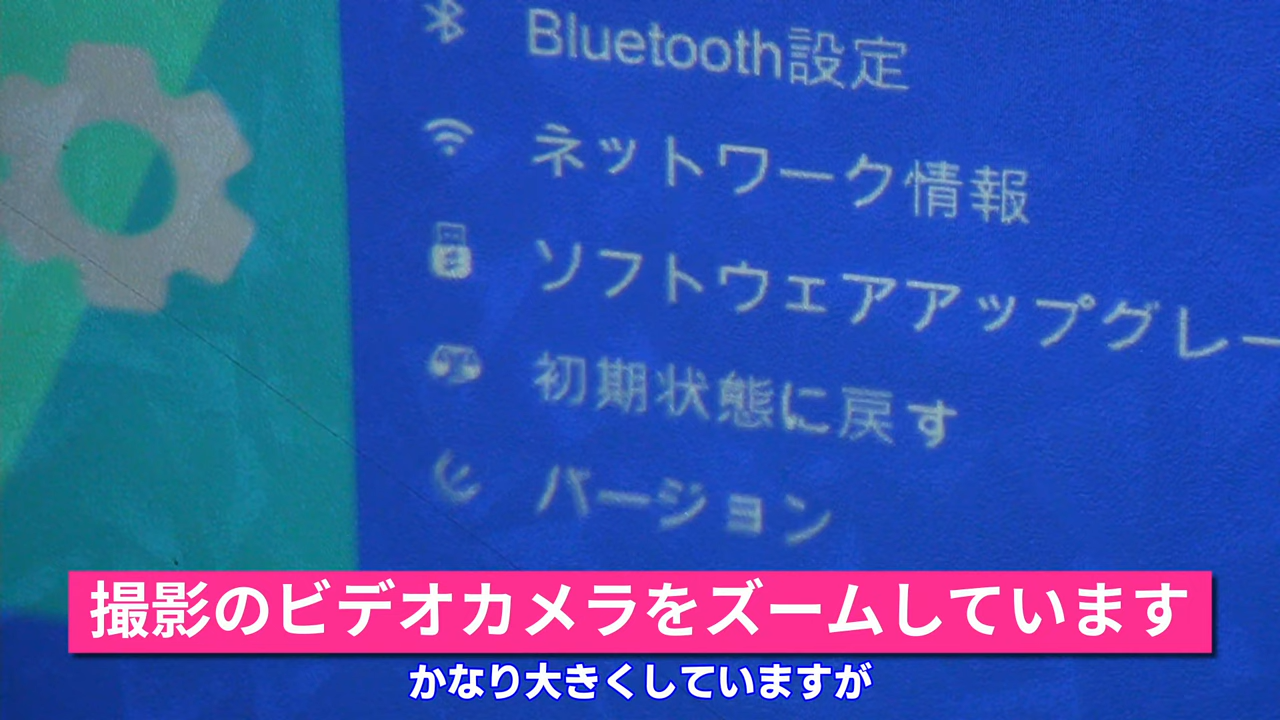 Bluetooth設定
ネットワーク情報
ソフトウェアアップグレー
初期状態に戻す
バージョン
撮影のビデオカメラをズームしています
かなり大きくしていますが